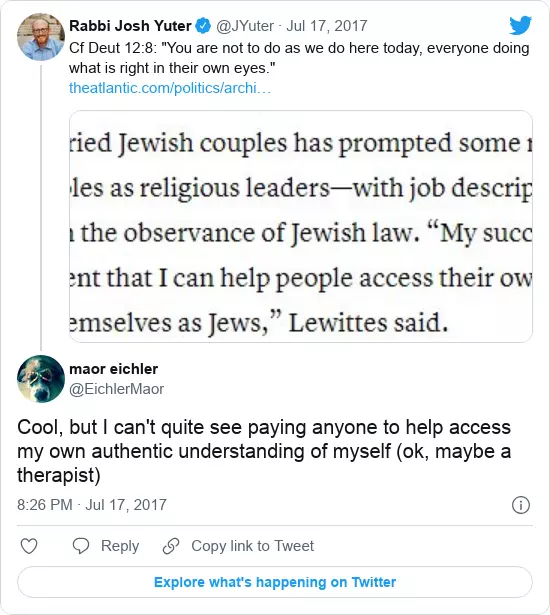 Rabbi Josh Yuter @JYuter · Jul 17, 2017
Cf Deut 12:8: "You are not to do as we do here today, everyone doing
what is right in their own eyes."
theatlantic.com/politics/archi…
ried Jewish couples has prompted some
les as religious leaders—with job descrip
the observance of Jewish law. “My succ
ent that I can help people access their ow
emselves as Jews,” Lewittes said.
maor eichler
@EichlerMaor
Cool, but I can't quite see paying anyone to help access
my own authentic understanding of myself (ok, maybe a
therapist)
8:26 PM · Jul 17, 2017
Reply Copy link to Tweet
Explore what's happening on Twitter